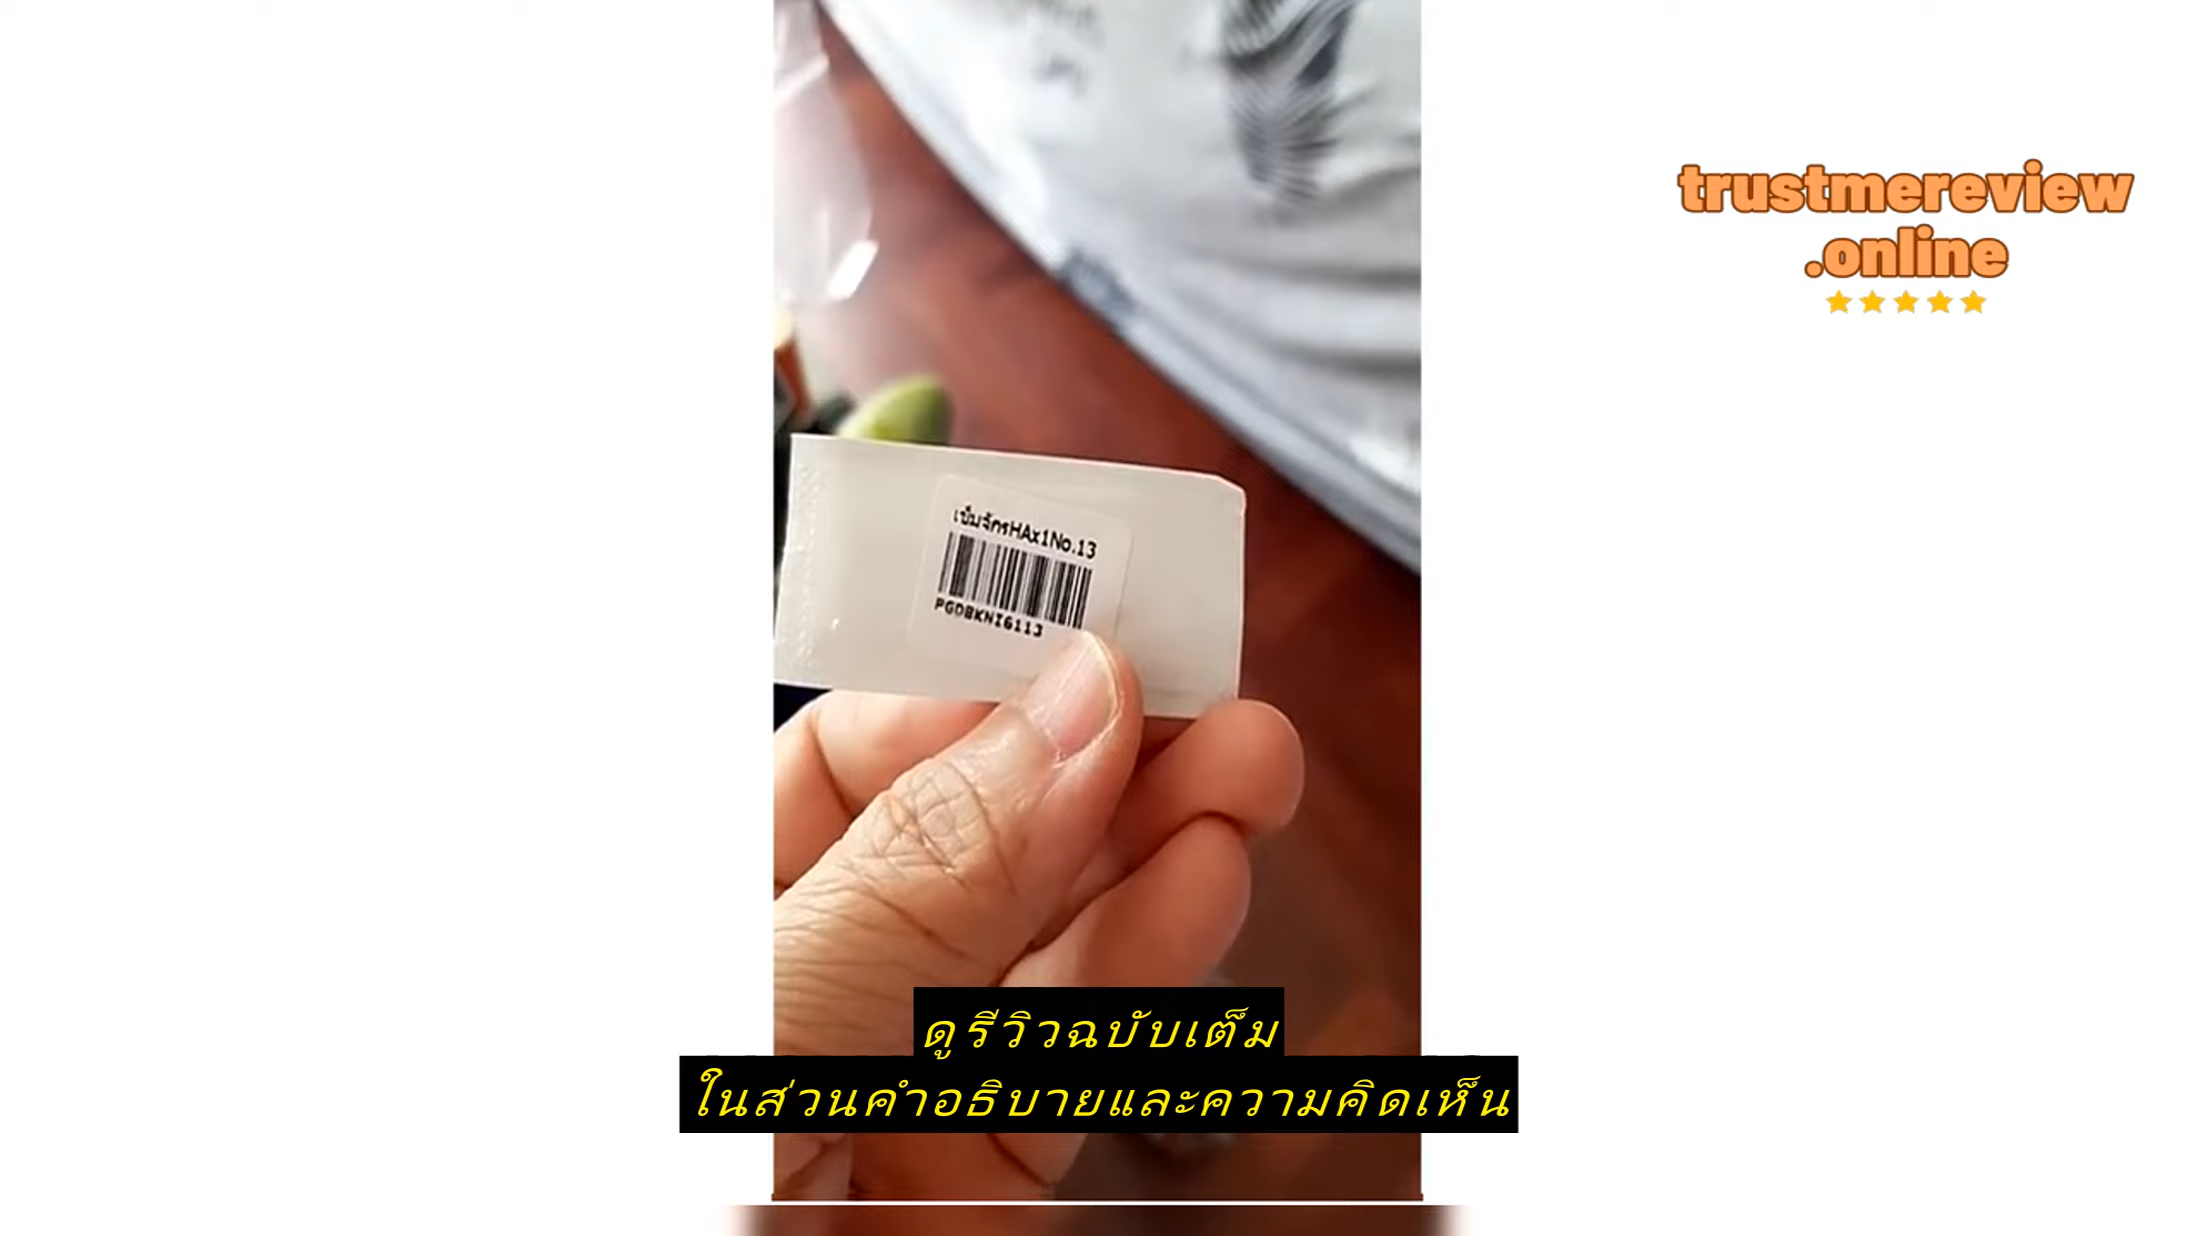 trustmereview
.online
เข็มจักรHAx1No.13
PGDBKNI6113
ดูรีวิวฉบับเต็ม
ในส่วนคำอธิบายและความคิดเห็น